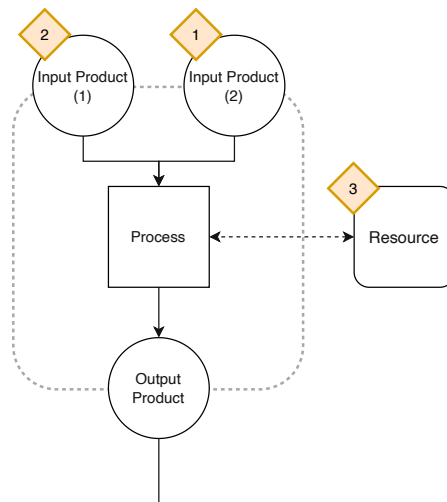 2
1
Input Product
(1)
Input Product
(2)
3
Process
Resource
Output
Product